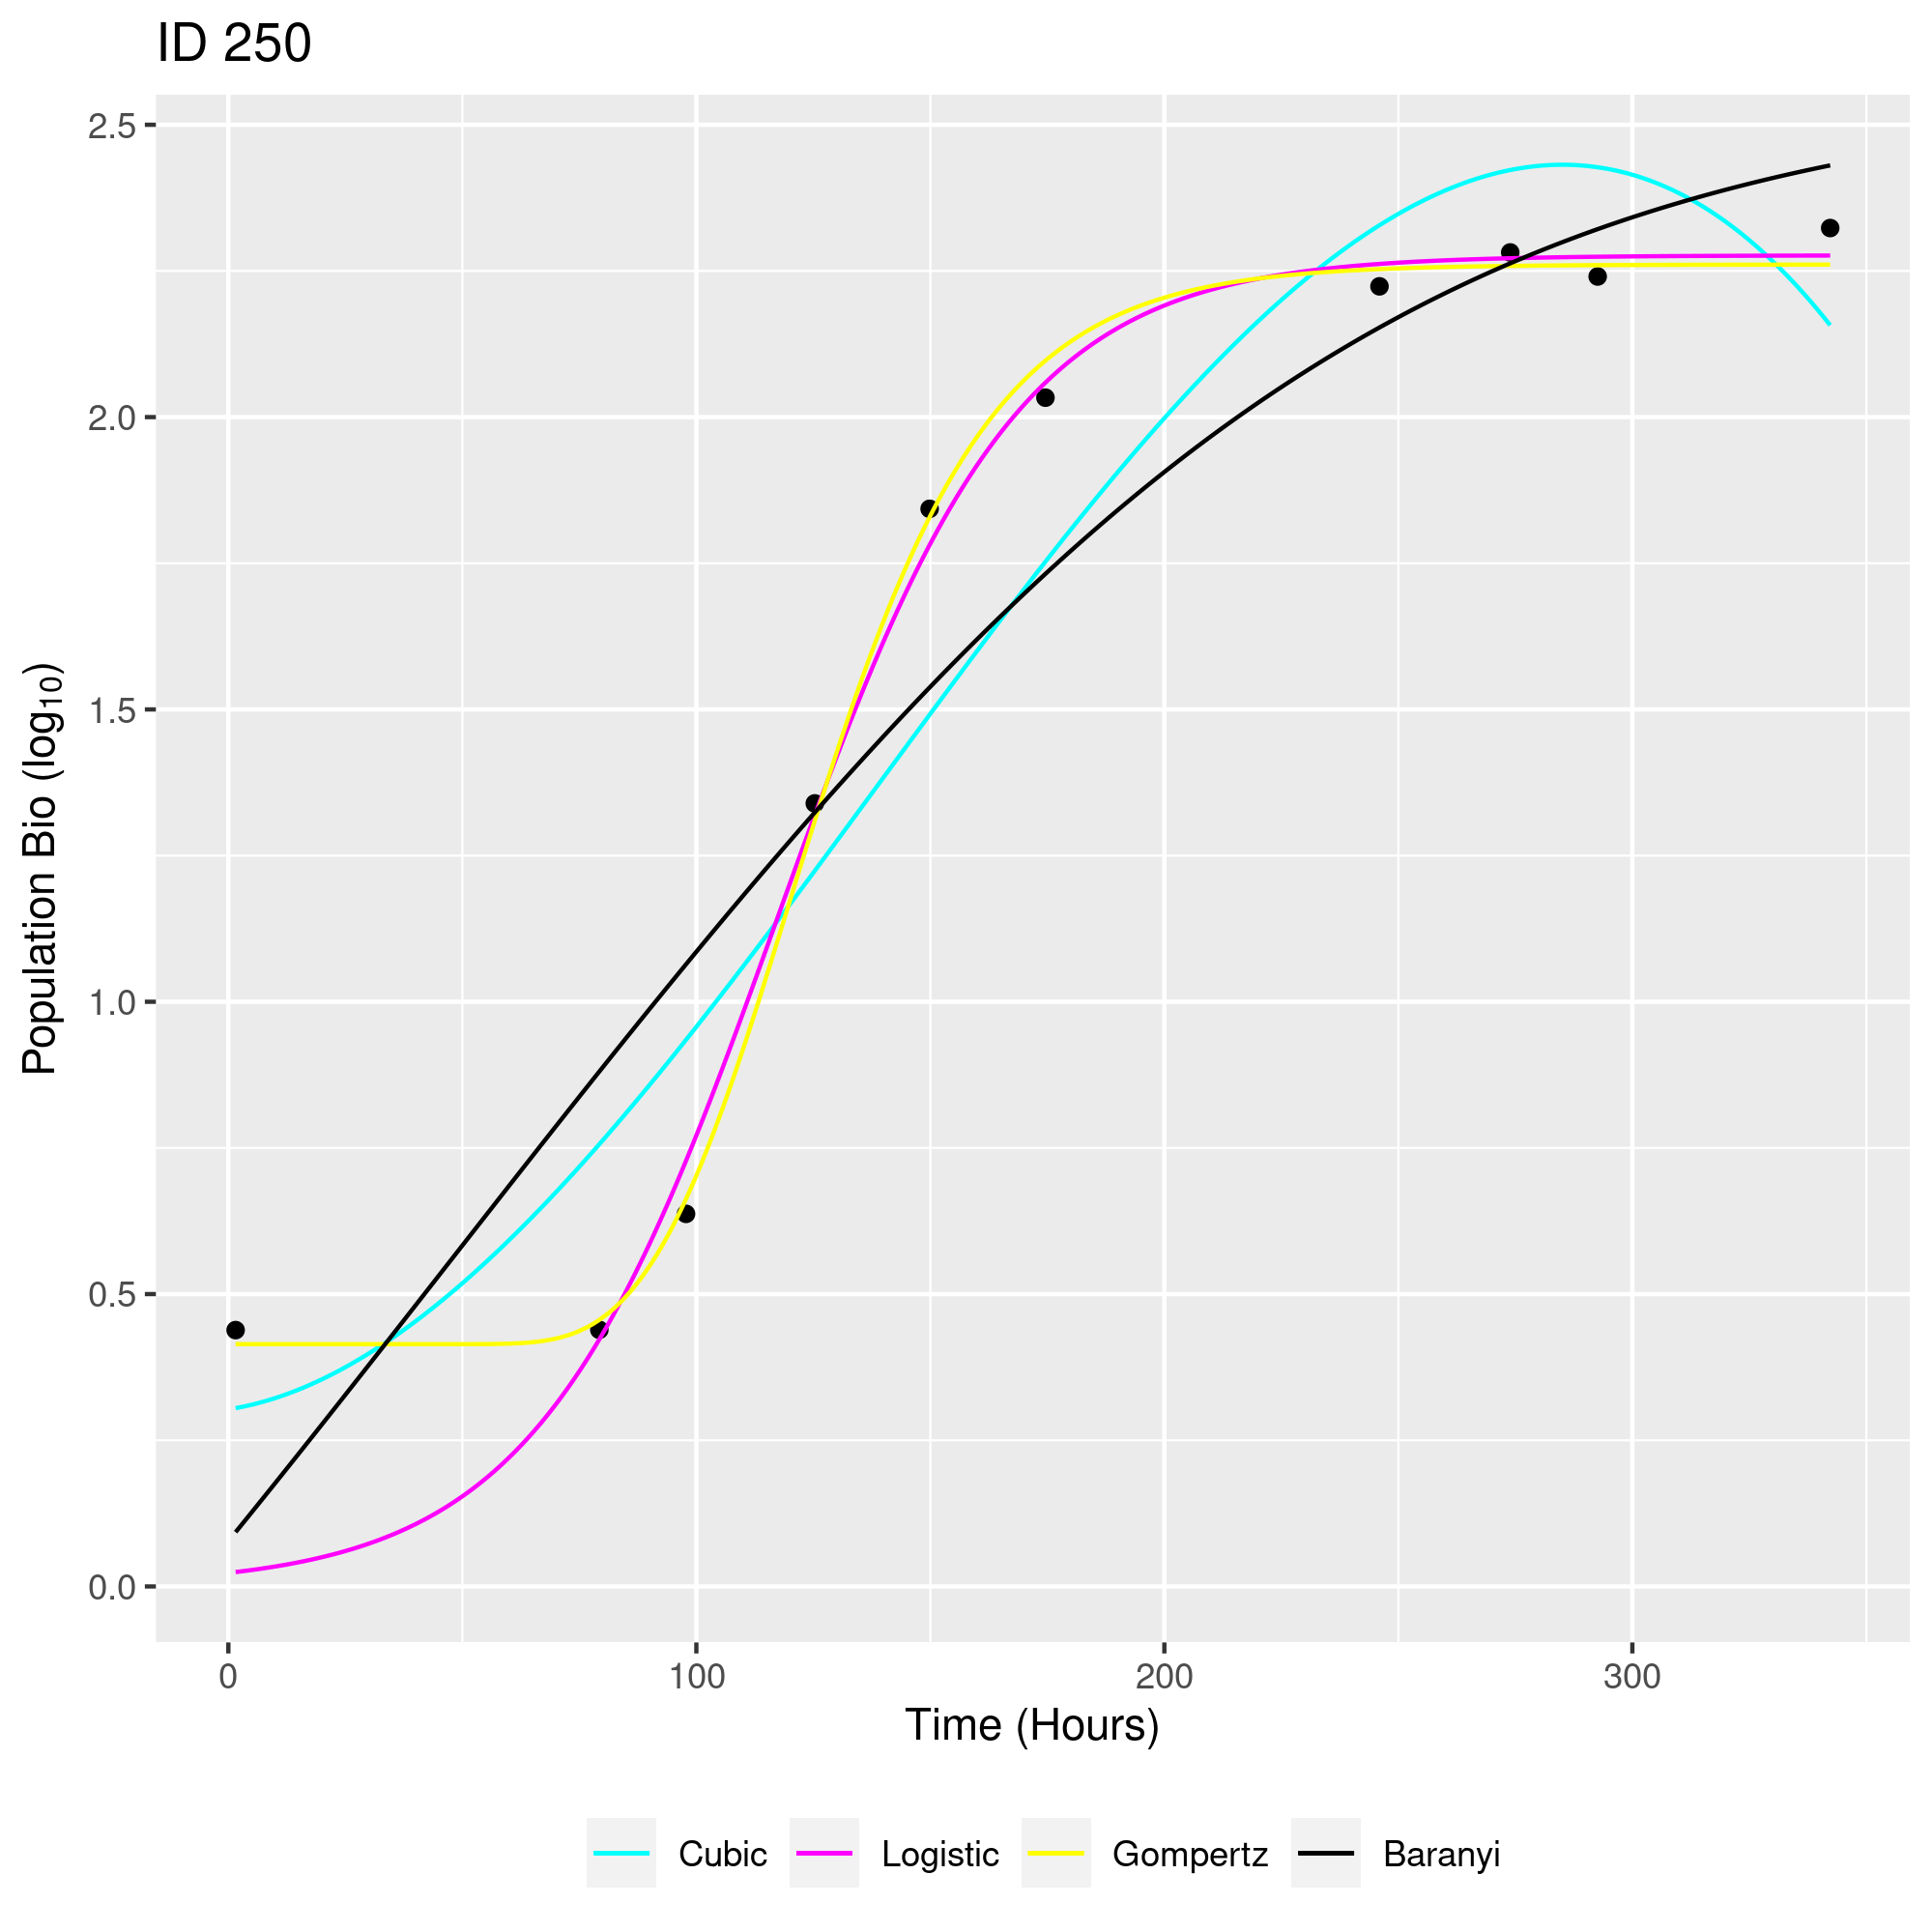 ID 250
2.5
2.0
1.5
1.0
0.5
0.0
Population Bio (log₁₀)
0 100 200 300
Time (Hours)
Cubic Logistic Gompertz Baranyi